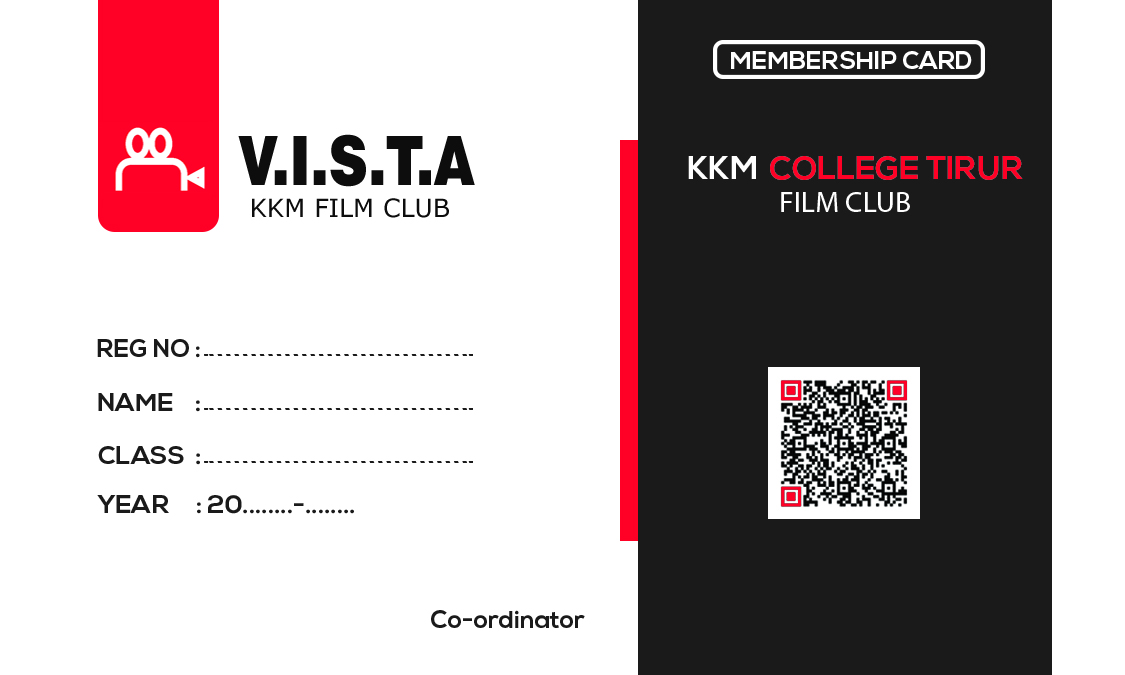 V.I.S.T.A
KKM FILM CLUB
REG NO :..................................
NAME :..................................
CLASS :..................................
YEAR : 20........-........
Co-ordinator
MEMBERSHIP CARD
KKM COLLEGE TIRUR
FILM CLUB